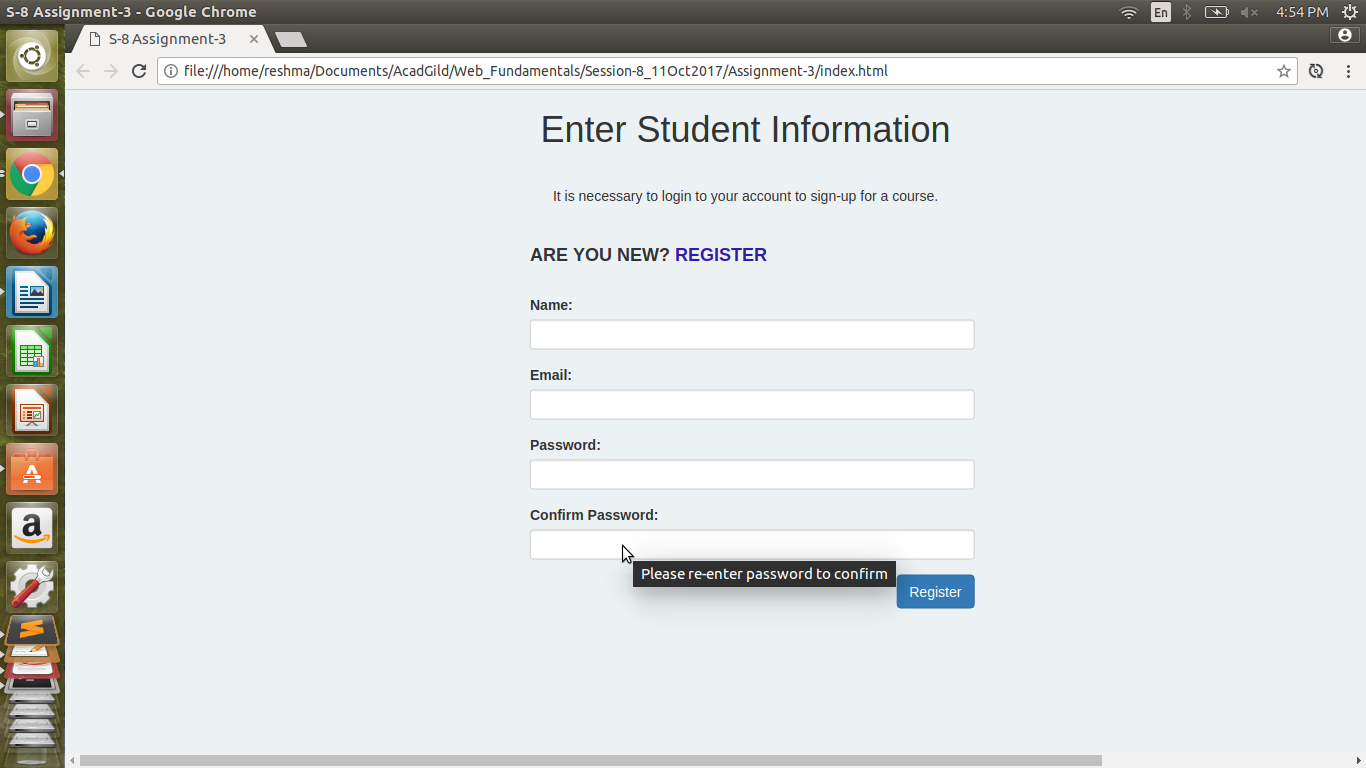 S-8 Assignment-3 - Google Chrome
En
4:54 PM
S-8 Assignment-3
file:///home/reshma/Documents/AcadGild/Web_Fundamentals/Session-8_11Oct2017/Assignment-3/index.html
Enter Student Information
It is necessary to login to your account to sign-up for a course.
ARE YOU NEW? REGISTER
Name:
Email:
Password:
Confirm Password:
Please re-enter password to confirm
Register